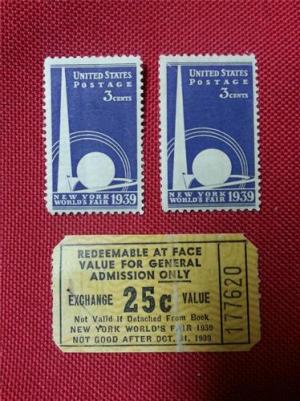 UNITED STATES
POSTAGE
3 CENTS
NEW YORK
WORLD'S FAIR 1939
UNITED STATES
POSTAGE
3 CENTS
NEW YORK
WORLD'S FAIR 1939
REDEEMABLE AT FACE
VALUE FOR GENERAL
ADMISSION ONLY
EXCHANGE 25c VALUE
Not Valid if Detached From Book
NEW YORK WORLD'S FAIR 1939
NOT GOOD AFTER OCT. 31, 1939
177620